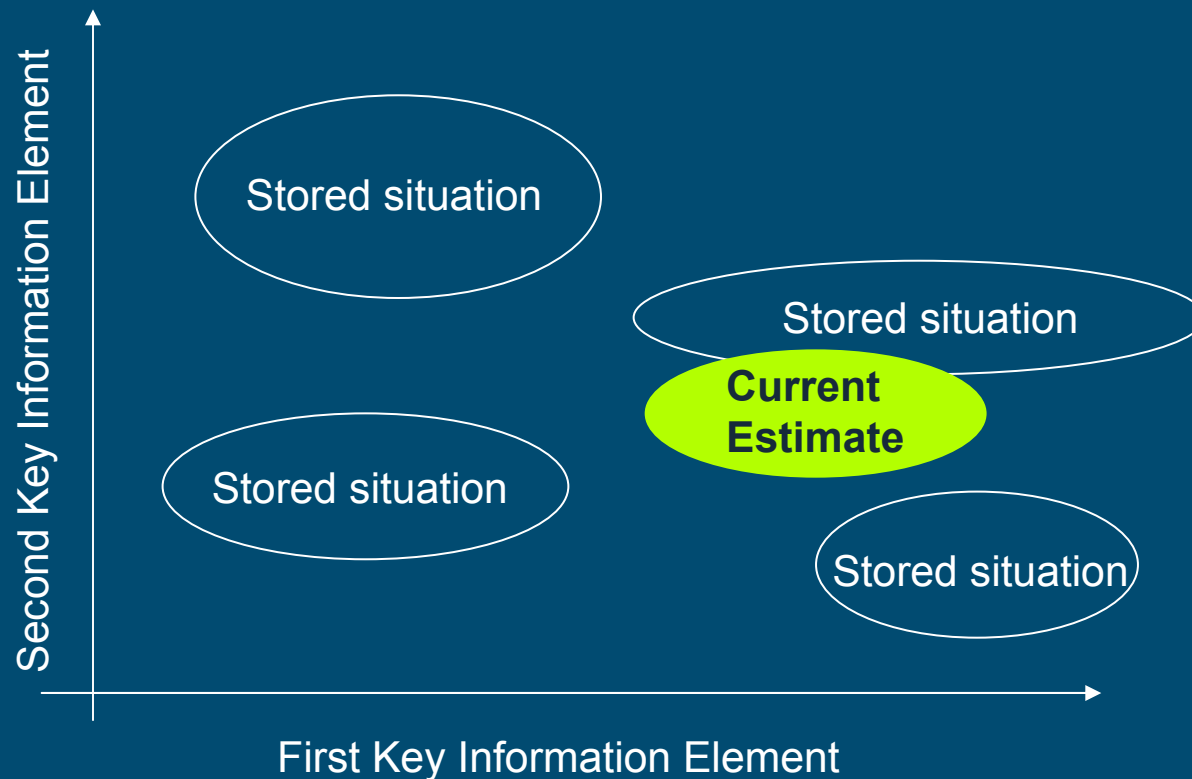 Second Key Information Element
Stored situation
Stored situation
Current
Estimate
Stored situation
Stored situation
First Key Information Element